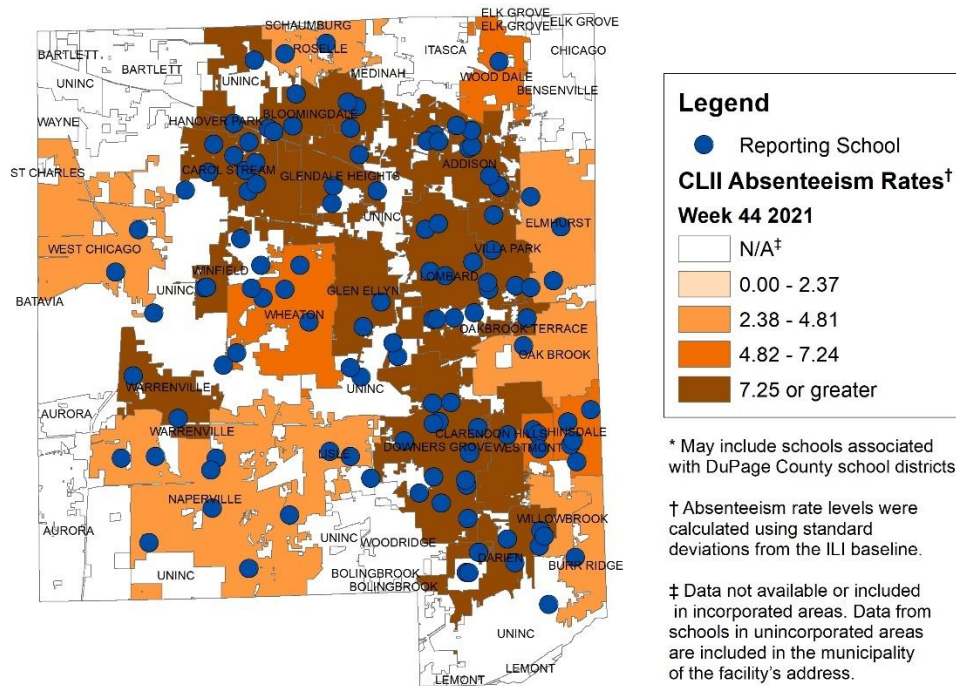 SCHAUMBURG
ELK GROVE
ELK GROVE
ELK GROVE
ROSELLE
ITASCA
CHICAGO
BARTLETT
BARTLETT
MEDINAH
WOOD DALE
UNINC
UNINC
BENSENVILLE
WAYNE
HANOVER PARK
BLOOMINGDALE
ADDISON
ST CHARLES
CAROL STREAM
GLENDALE HEIGHTS
UNINC
ELMHURST
WEST CHICAGO
VILLA PARK
WINFIELD
LOMBARD
UNINC
GLEN ELLYN
BATAVIA
WHEATON
OAKBROOK TERRACE
OAK BROOK
WARRENVILLE
UNINC
AURORA
WARRENVILLE
CLARENDON HILLS
HINSDALE
DOWNERS GROVE
WESTMONT
LISLE
NAPERVILLE
WILLOWBROOK
AURORA
UNINC
WOODRIDGE
DARIEN
BURR RIDGE
UNINC
BOLINGBROOK
BOLINGBROOK
UNINC
LEMONT
LEMONT
Legend
Reporting School
CLII Absenteeism Rates†
Week 44 2021
N/A‡
0.00 - 2.37
2.38 - 4.81
4.82 - 7.24
7.25 or greater
* May include schools associated
with DuPage County school districts
† Absenteeism rate levels were
calculated using standard
deviations from the ILI baseline.
‡ Data not available or included
in incorporated areas. Data from
schools in unincorporated areas
are included in the municipality
of the facility's address.